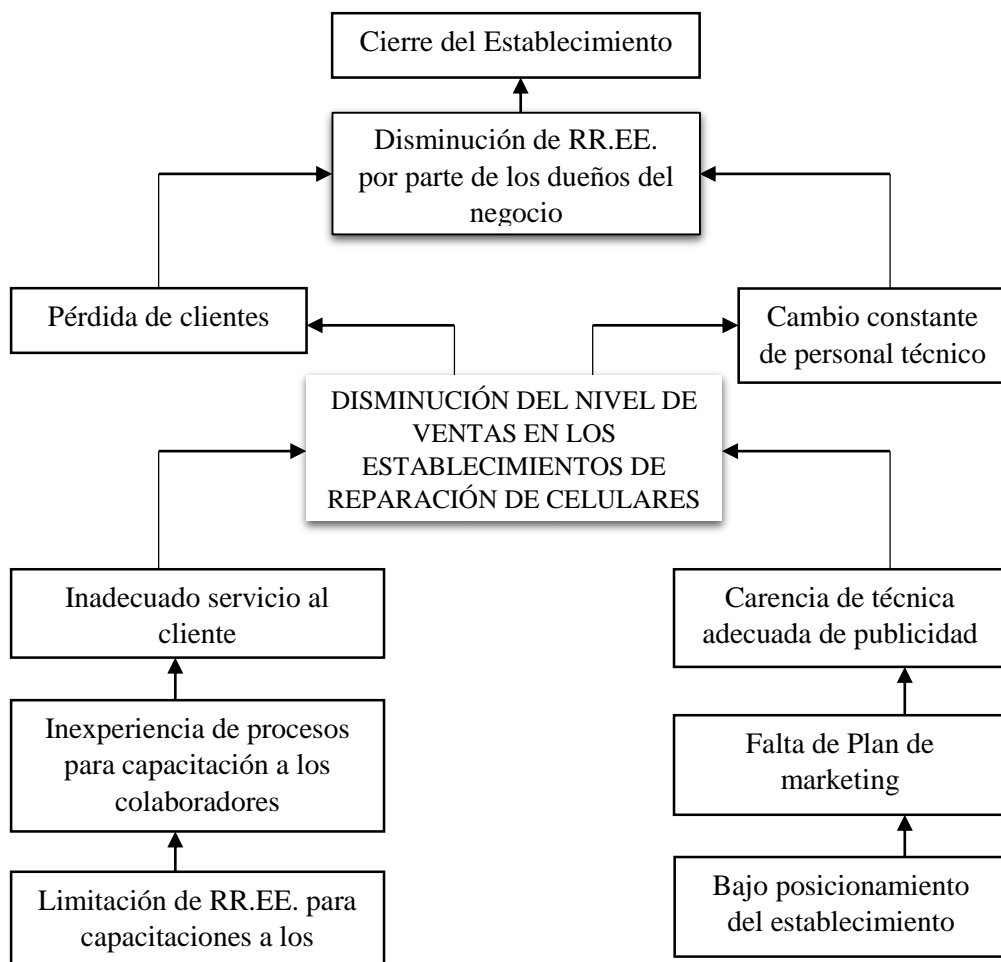 Cierre del Establecimiento
Disminución de RR.EE.
por parte de los dueños del
negocio
Pérdida de clientes
Cambio constante
de personal técnico
DISMINUCIÓN DEL NIVEL DE
VENTAS EN LOS
ESTABLECIMIENTOS DE
REPARACIÓN DE CELULARES
Inadecuado servicio al
cliente
Carencia de técnica
adecuada de publicidad
Inexperiencia de procesos
para capacitación a los
colaboradores
Falta de Plan de
marketing
Limitación de RR.EE. para
capacitaciones a los
Bajo posicionamiento
del establecimiento